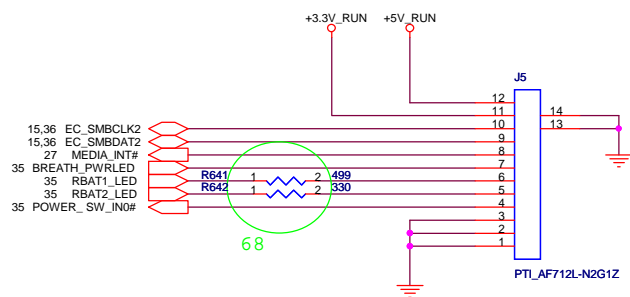 +3.3V_RUN +5V_RUN
J5
12
11 14
15,36 EC_SMBCLK2 10 13
15,36 EC_SMBDAT2 9
27 MEDIA_INT# 8
35 BREATH_PWRLED 7
35 RBAT1_LED R641 1 2 499 6
35 RBAT2_LED R642 1 2 330 5
35 POWER_ SW_IN0# 4
3
68 2
1
PTI_AF712L-N2G1Z